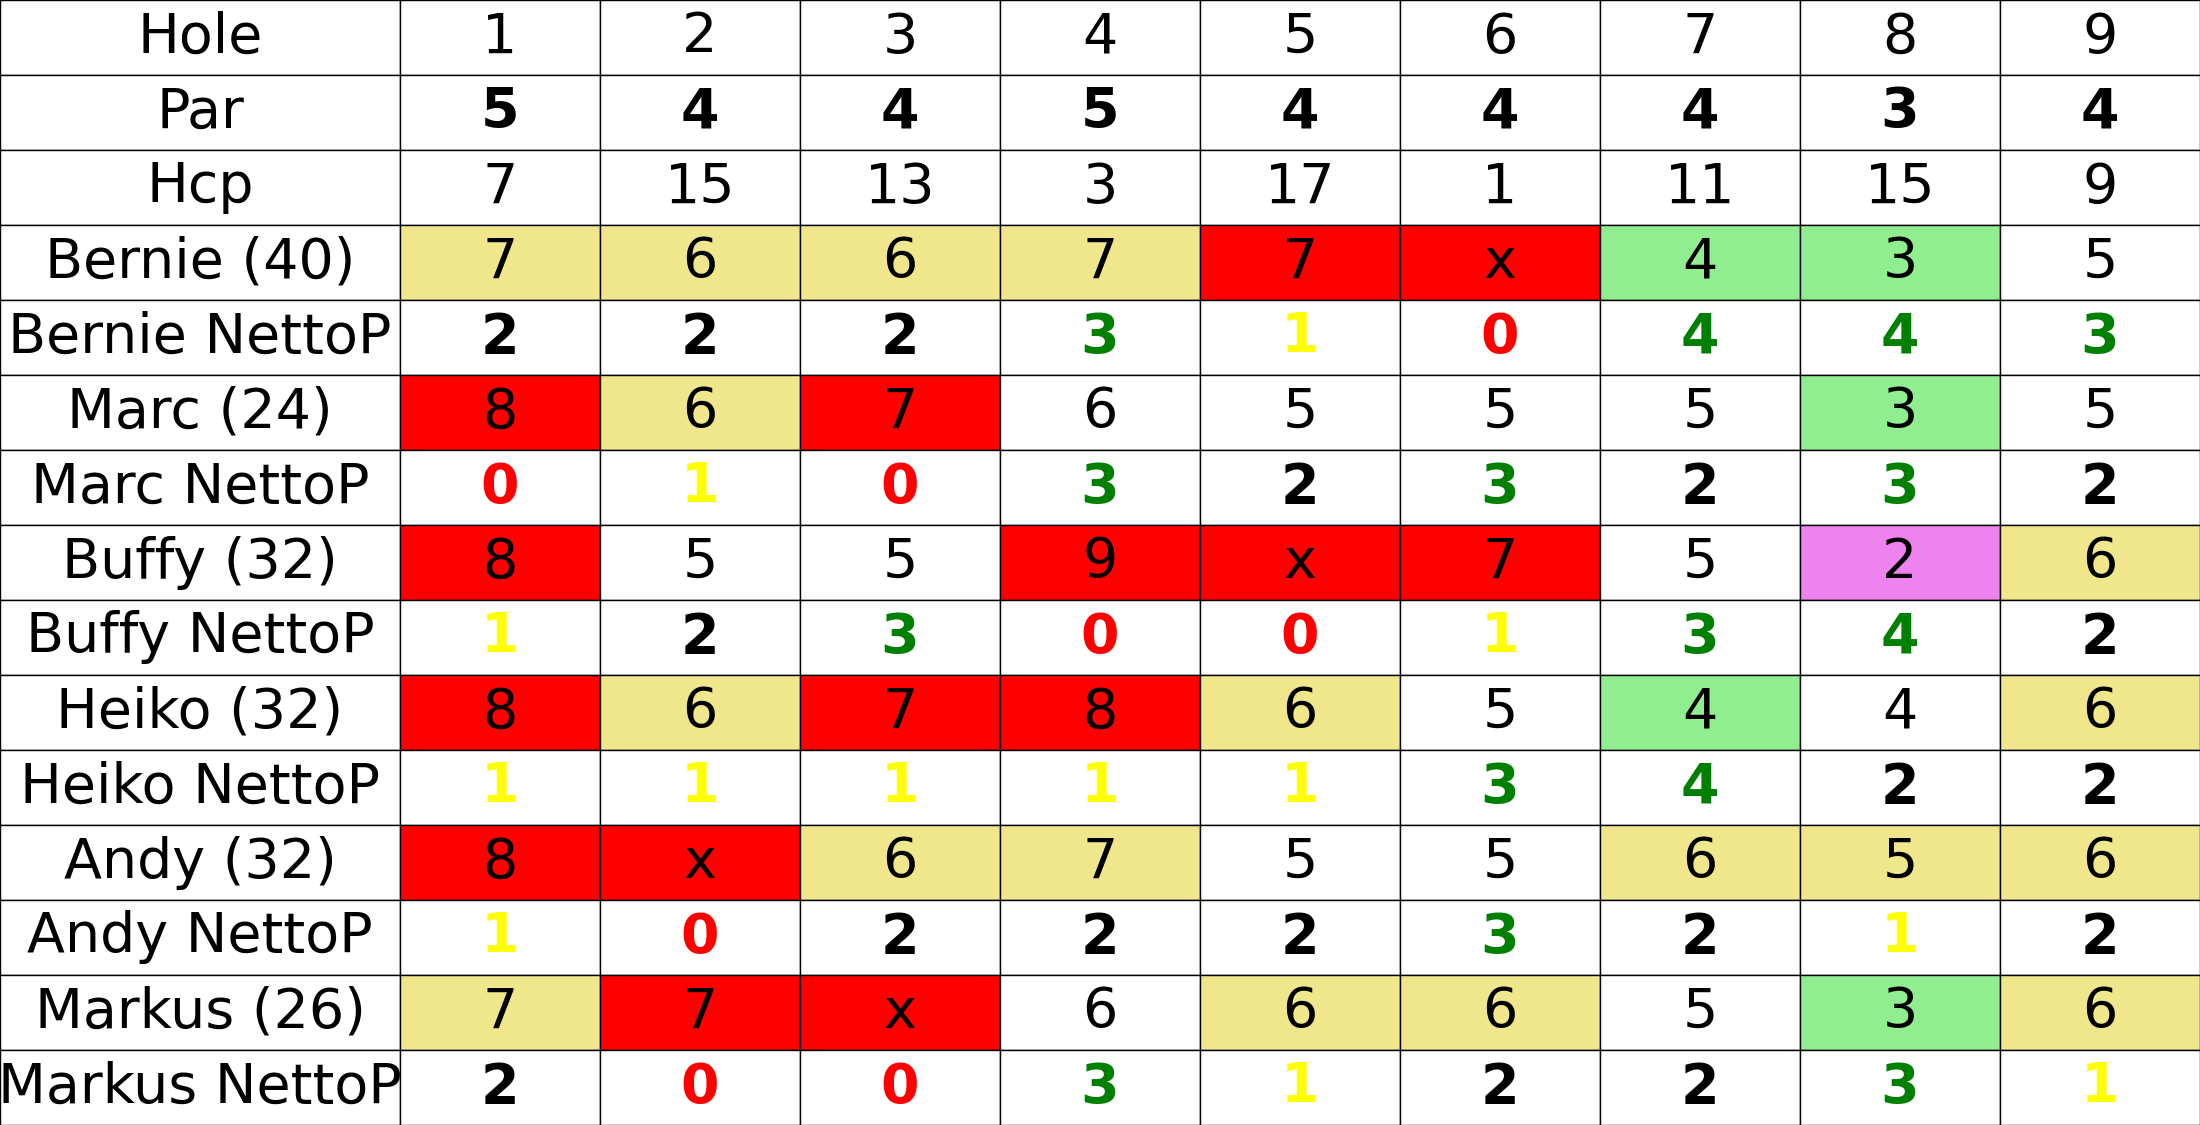 Hole 1 2 3 4 5 6 7 8 9
Par 5 4 4 5 4 4 4 3 4
Hcp 7 15 13 3 17 1 11 15 9
Bernie (40) 7 6 6 7 7 x 4 3 5
Bernie NettoP 2 2 2 3 1 0 4 4 3
Marc (24) 8 6 7 6 5 5 5 3 5
Marc NettoP 0 1 0 3 2 3 2 3 2
Buffy (32) 8 5 5 9 x 7 5 2 6
Buffy NettoP 1 2 3 0 0 1 3 4 2
Heiko (32) 8 6 7 8 6 5 4 4 6
Heiko NettoP 1 1 1 1 1 3 4 2 2
Andy (32) 8 x 6 7 5 5 6 5 6
Andy NettoP 1 0 2 2 2 3 2 1 2
Markus (26) 7 7 x 6 6 6 5 3 6
Markus NettoP 2 0 0 3 1 2 2 3 1